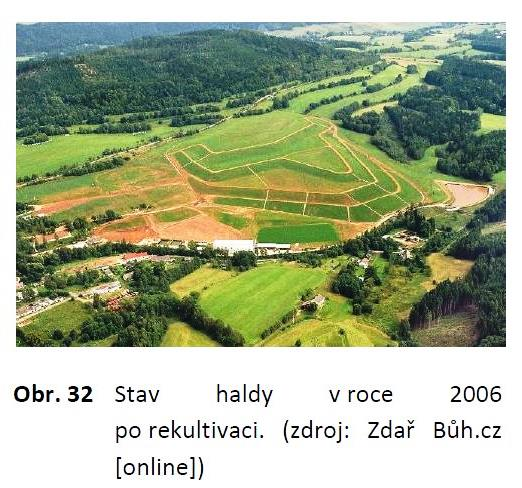 Obr. 32 Stav haldy v roce 2006
po rekultivaci. (zdroj: Zdař Bůh.cz
[online])